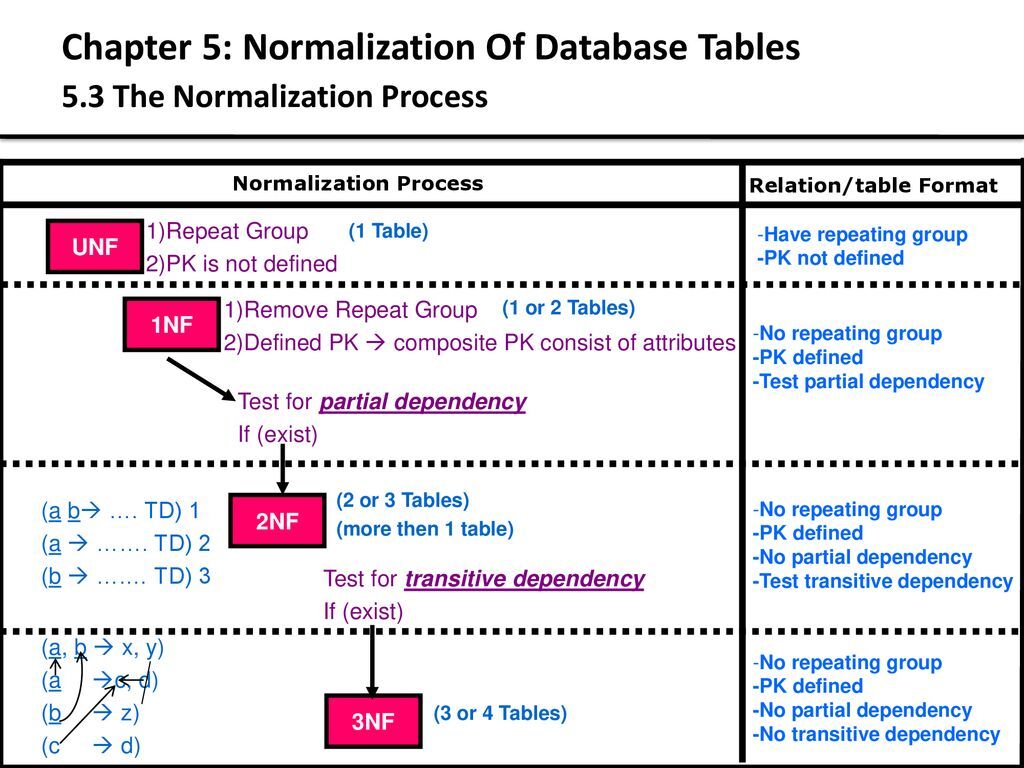 Chapter 5: Normalization Of Database Tables
5.3 The Normalization Process
Normalization Process
Relation/table Format
UNF
1)Repeat Group (1 Table)
2)PK is not defined
-Have repeating group
-PK not defined
1NF
1)Remove Repeat Group (1 or 2 Tables)
2)Defined PK → composite PK consist of attributes
Test for partial dependency
If (exist)
-No repeating group
-PK defined
-Test partial dependency
(a b→ …. TD) 1
(a → ……. TD) 2
(b → ……. TD) 3
2NF
(2 or 3 Tables)
(more then 1 table)
Test for transitive dependency
If (exist)
-No repeating group
-PK defined
-No partial dependency
-Test transitive dependency
(a, b → x, y)
(a →c, d)
(b → z)
(c → d)
3NF
(3 or 4 Tables)
-No repeating group
-PK defined
-No partial dependency
-No transitive dependency